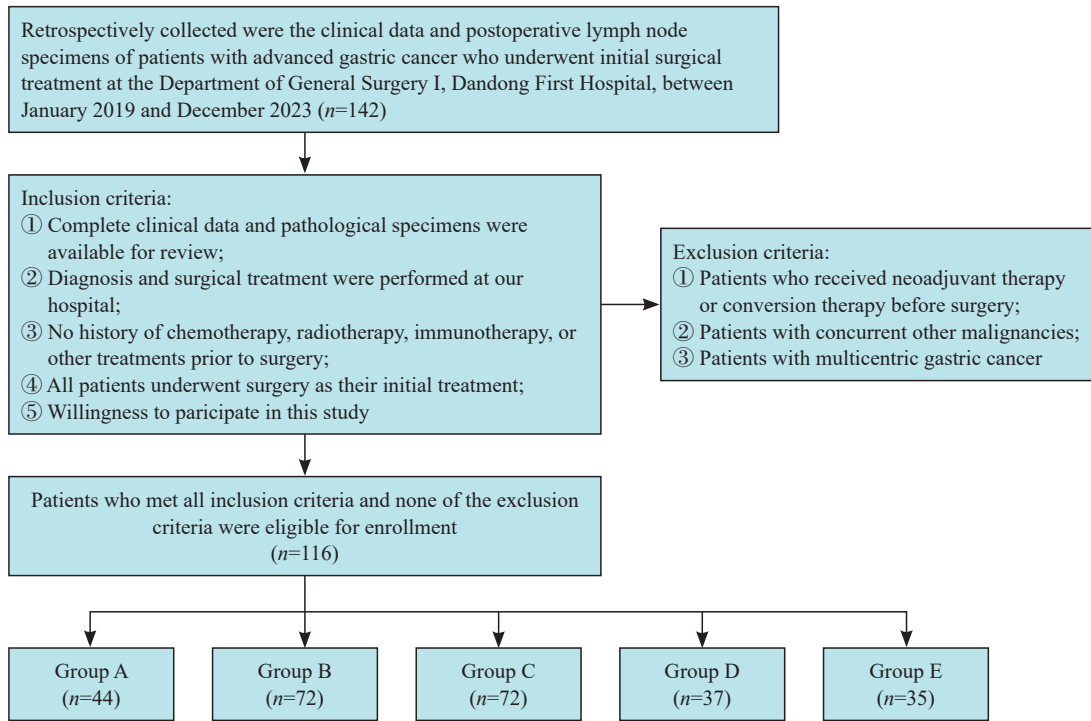 Retrospectively collected were the clinical data and postoperative lymph node
specimens of patients with advanced gastric cancer who underwent initial surgical
treatment at the Department of General Surgery I, Dandong First Hospital, between
January 2019 and December 2023 (n=142)
Inclusion criteria:
① Complete clinical data and pathological specimens were
available for review;
② Diagnosis and surgical treatment were performed at our
hospital;
③ No history of chemotherapy, radiotherapy, immunotherapy, or
other treatments prior to surgery;
④ All patients underwent surgery as their initial treatment;
⑤ Willingness to paricipate in this study
Exclusion criteria:
① Patients who received neoadjuvant therapy
or conversion therapy before surgery;
② Patients with concurrent other malignancies;
③ Patients with multicentric gastric cancer
Patients who met all inclusion criteria and none of the exclusion
criteria were eligible for enrollment
(n=116)
Group A
(n=44)
Group B
(n=72)
Group C
(n=72)
Group D
(n=37)
Group E
(n=35)